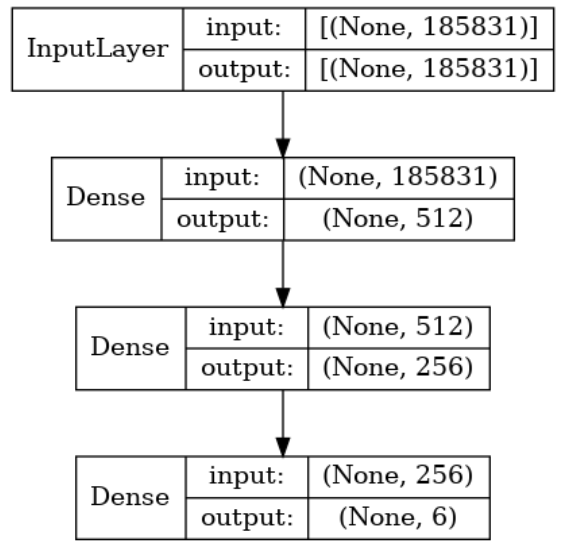 InputLayer input: [(None, 185831)]
output: [(None, 185831)]
Dense input: (None, 185831)
output: (None, 512)
Dense input: (None, 512)
output: (None, 256)
Dense input: (None, 256)
output: (None, 6)